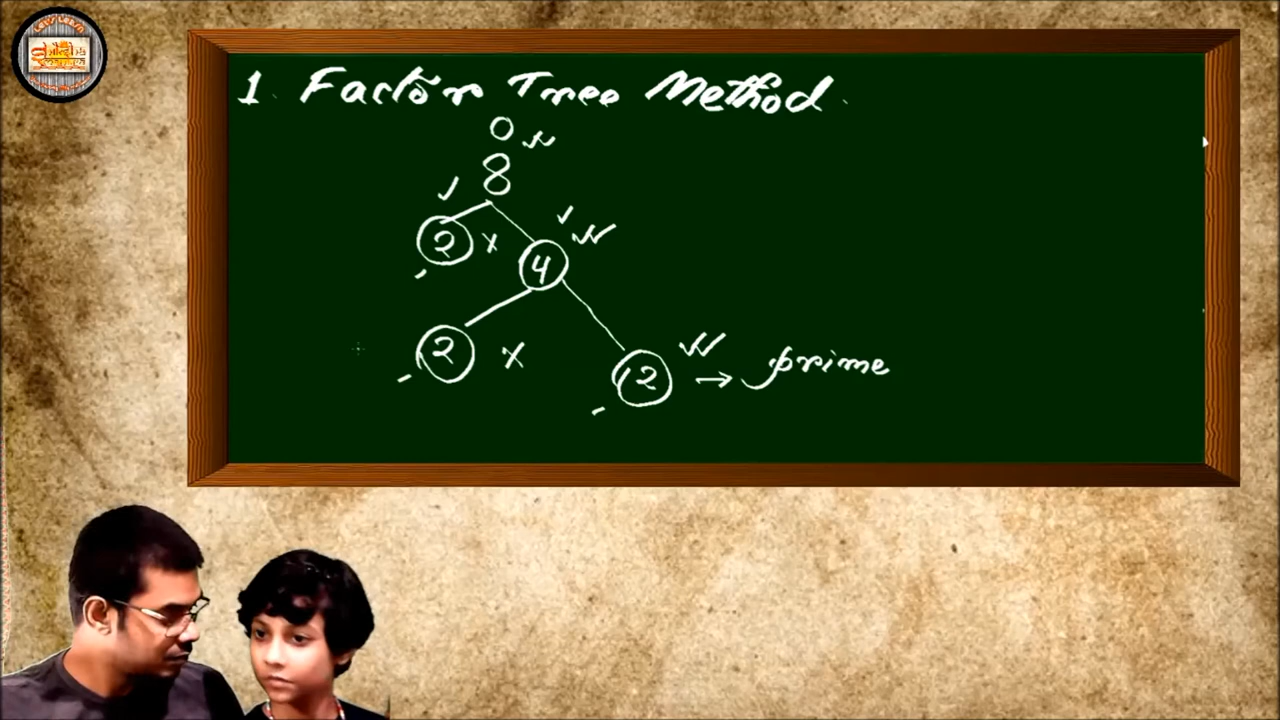 1. Factor Tree Method.
8
2 x 4
2 x 2 → prime